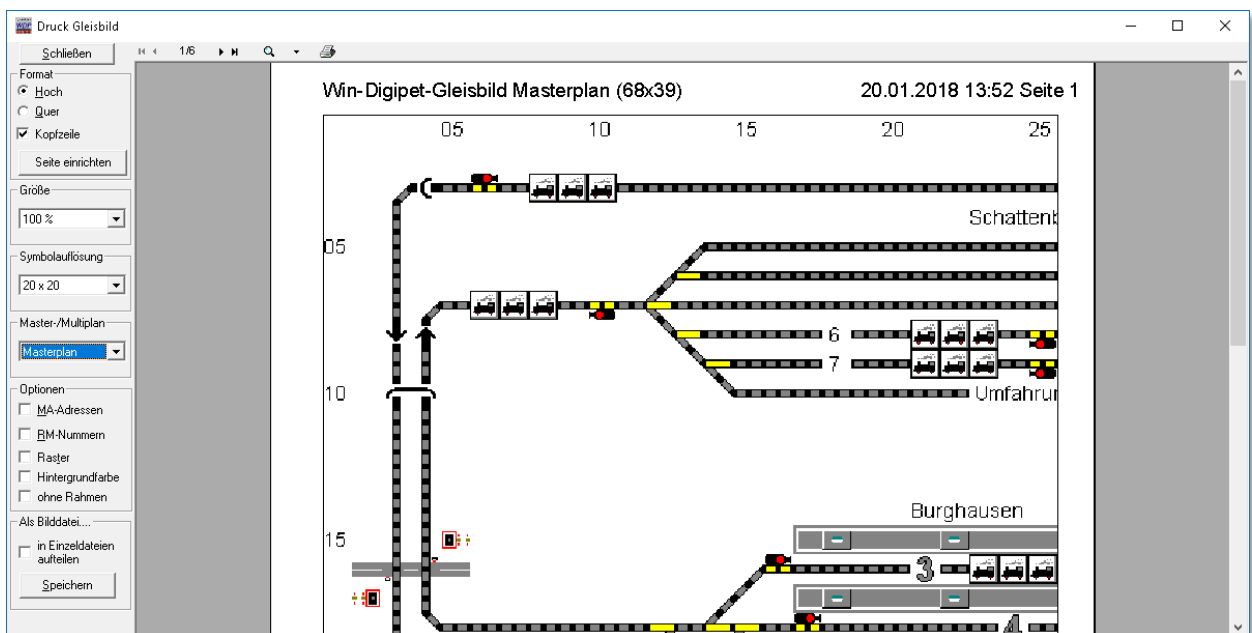 Druck Gleisbild
Schließen
1/6
Format
Hoch
Quer
Kopfzeile
Seite einrichten
Größe
100 %
Symbolauflösung
20 x 20
Master-/Multiplan
Masterplan
Optionen
MA-Adressen
RM-Nummern
Raster
Hintergrundfarbe
ohne Rahmen
Als Bilddatei....
in Einzeldateien
aufteilen
Speichern
Win-Digipet-Gleisbild Masterplan (68x39)
20.01.2018 13:52 Seite 1
05 10 15 20 25
Schattenb
05
6
7
10
Umfahrun
Burghausen
15
3
4